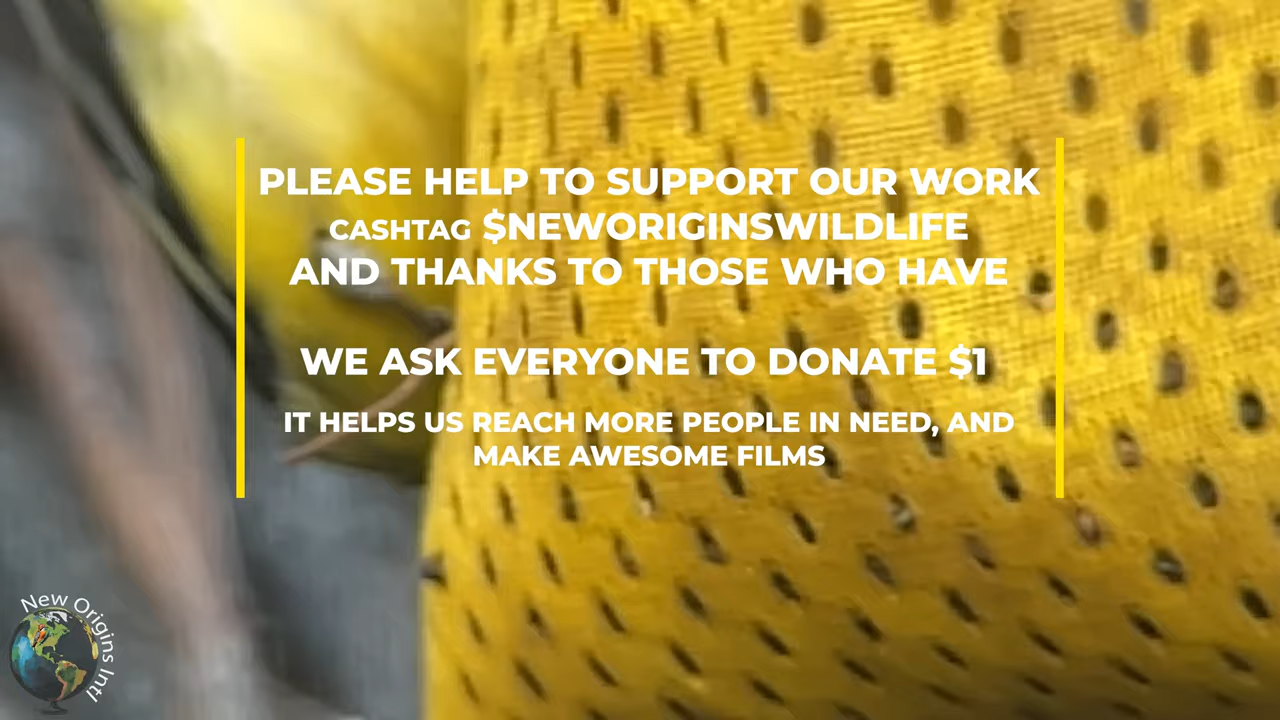 PLEASE HELP TO SUPPORT OUR WORK
CASHTAG $NEWORIGINSWILDLIFE
AND THANKS TO THOSE WHO HAVE
WE ASK EVERYONE TO DONATE $1
IT HELPS US REACH MORE PEOPLE IN NEED, AND
MAKE AWESOME FILMS
New Origins Intl